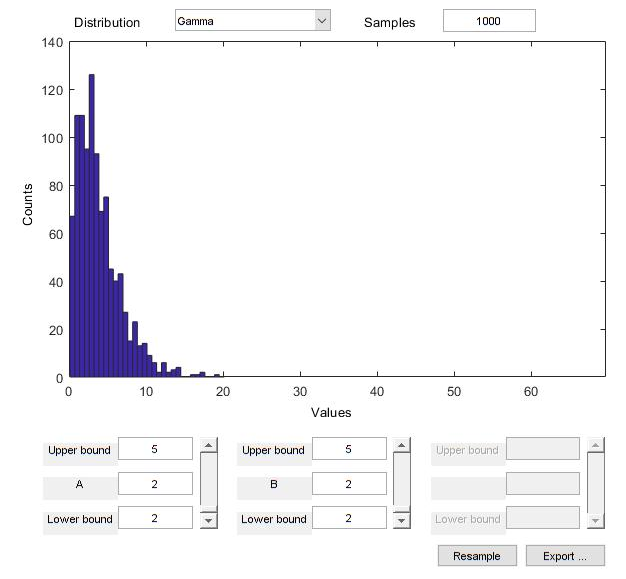 Distribution Gamma Samples 1000
140
120
100
80
60
40
20
0
Counts
0 10 20 30 40 50 60
Values
Upper bound 5 Upper bound 5 Upper bound
A 2 B 2
Lower bound 2 Lower bound 2 Lower bound
Resample Export ...